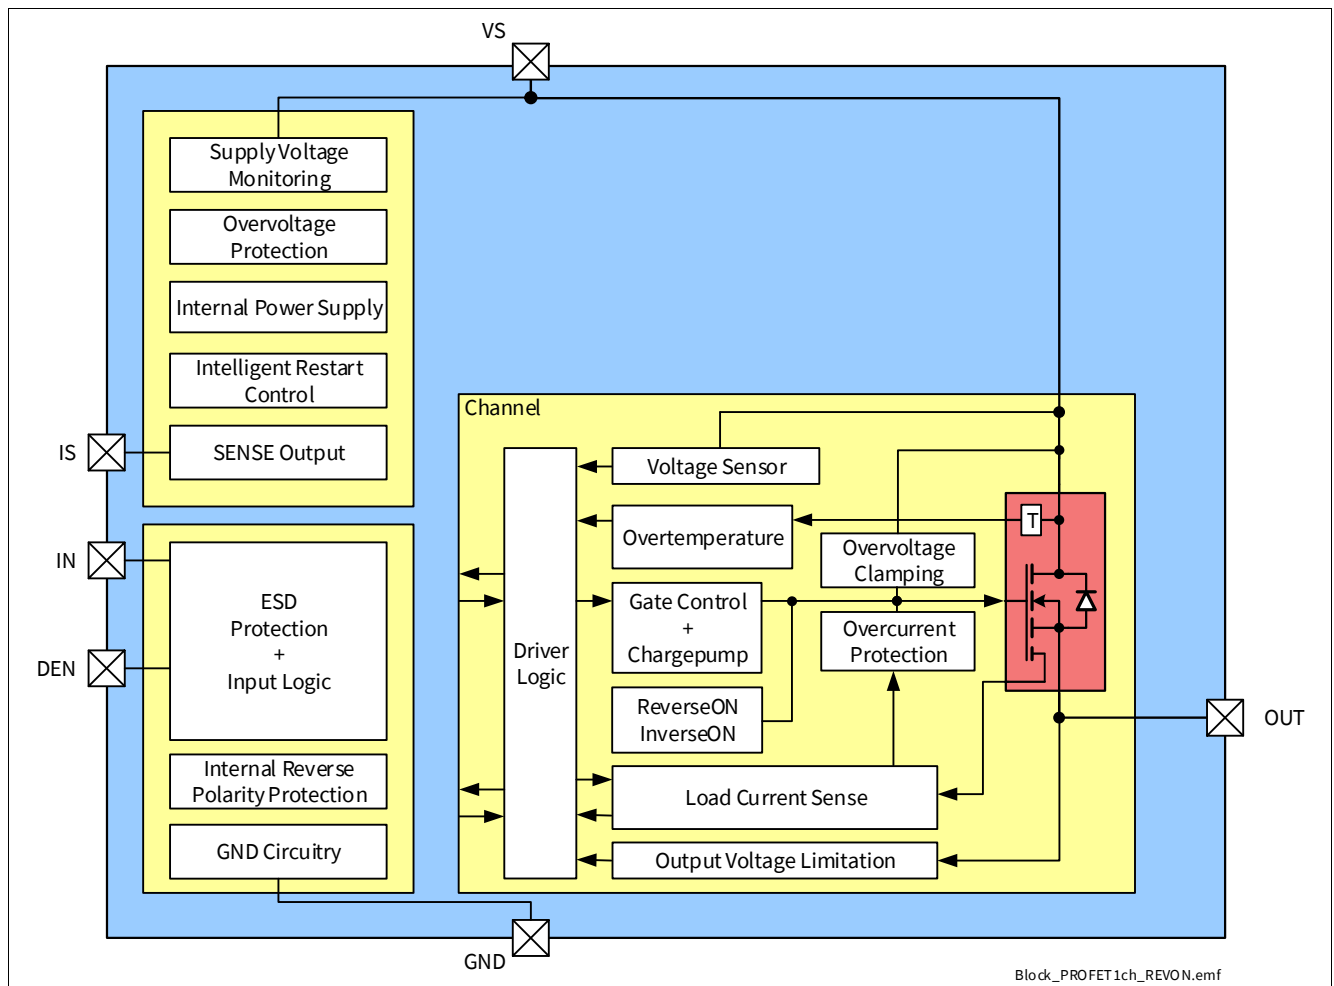 VS
Supply Voltage
Monitoring
Overvoltage
Protection
Internal Power Supply
Intelligent Restart
Control
IS
SENSE Output
IN
DEN
ESD
Protection
+
Input Logic
Internal Reverse
Polarity Protection
GND Circuitry
GND
Channel
Driver
Logic
Voltage Sensor
Overtemperature
T
Overvoltage
Clamping
Gate Control
+
Chargepump
Overcurrent
Protection
ReverseON
InverseON
Load Current Sense
Output Voltage Limitation
OUT
Block_PROFET1ch_REVON.emf